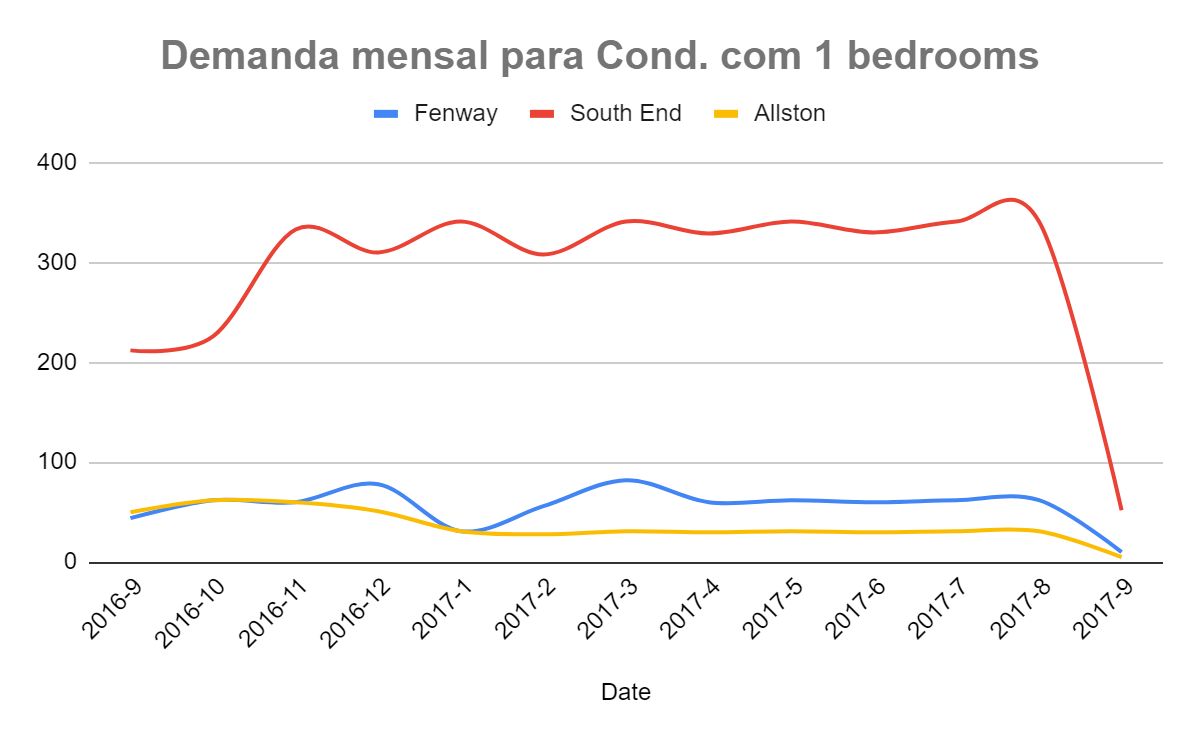 Demanda mensal para Cond. com 1 bedrooms
Fenway South End Allston
400
300
200
100
0
2016-9 2016-10 2016-11 2016-12 2017-1 2017-2 2017-3 2017-4 2017-5 2017-6 2017-7 2017-8 2017-9
Date